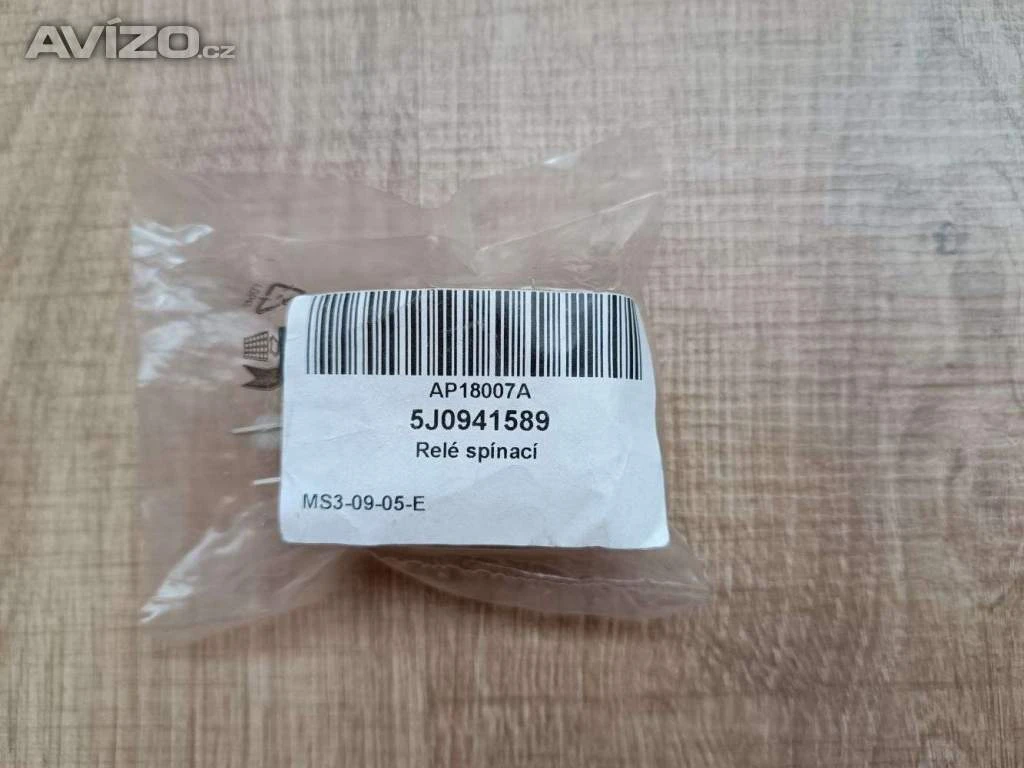 AVÍZO.cz
AP18007A
5J0941589
Relé spínací
MS3-09-05-E